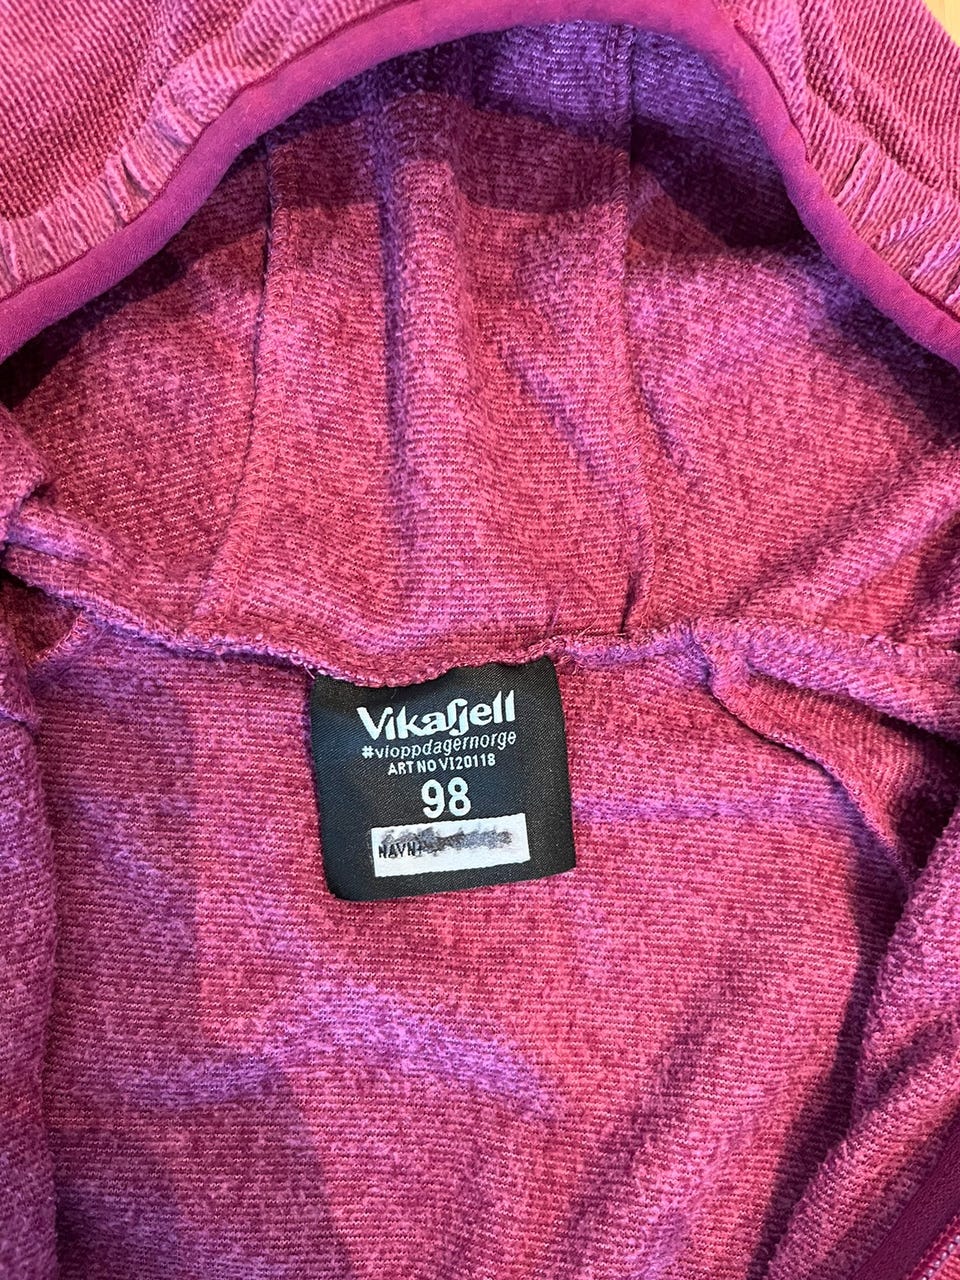 Vikafjell
#vioppdagernorge
ART NO VI20118
98
NAVN: